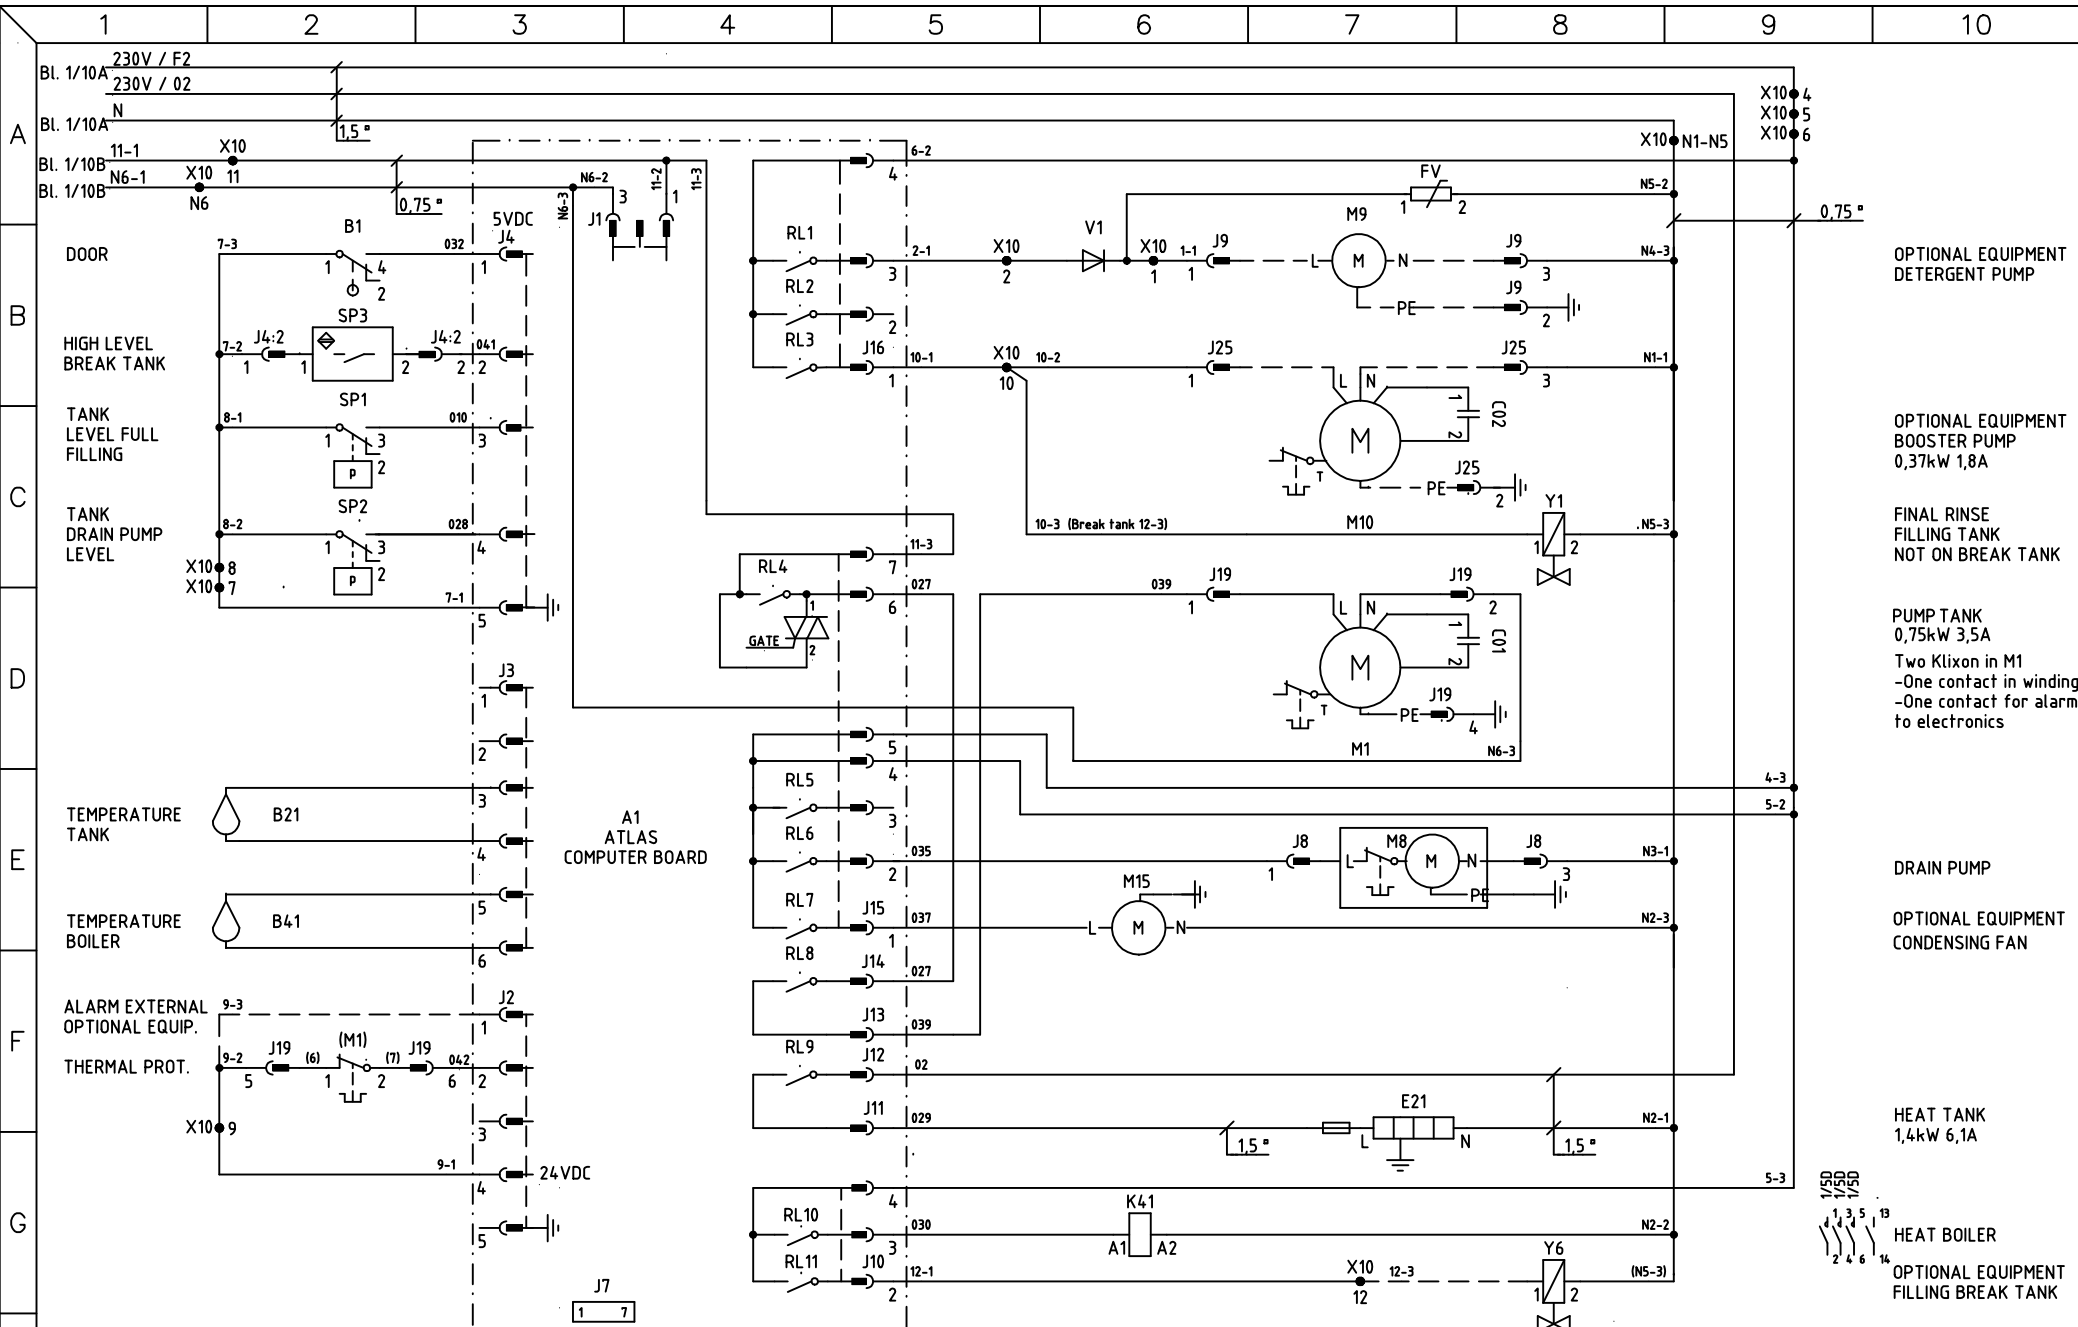 1 2 3 4 5 6 7 8 9 10
A
B
C
D
E
F
G
Bl. 1/10A 230V / F2
230V / 02
Bl. 1/10A N
1,5 ¤
Bl. 1/10B 11-1 X10 11
Bl. 1/10B N6-1 X10 N6
0,75 ¤
N6-3
N6-2
11-2
11-3
J1 3 1
6-2
4
X10 4
X10 5
X10 6
X10 N1-N5
FV
1 2
N5-2
0,75 ¤
DOOR
7-3
B1
1 4
2
032
5VDC
J4
1
RL1
3
2-1
X10
2
V1
X10
1
1-1
J9
1
M9
L M N
J9
3
N4-3
OPTIONAL EQUIPMENT
DETERGENT PUMP
RL2
2
PE
J9
2
HIGH LEVEL
BREAK TANK
7-2
J4:2
1
SP3
1 2
J4:2
2
041
2
RL3
J16
1
10-1
X10
10
10-2
J25
1
L N
J25
3
N1-1
TANK
LEVEL FULL
FILLING
8-1
SP1
1 3
2
P
010
3
M
1
2
C02
T
PE
J25
2
OPTIONAL EQUIPMENT
BOOSTER PUMP
0,37kW 1,8A
TANK
DRAIN PUMP
LEVEL
8-2
SP2
1 3
2
P
028
4
X10 8
X10 7
7-1
5
10-3 (Break tank 12-3)
M10
Y1
1 2
N5-3
FINAL RINSE
FILLING TANK
NOT ON BREAK TANK
11-3
7
RL4
1
GATE
2
027
6
039
J19
1
L N
J19
2
M
1
2
C01
T
PE
J19
4
M1
N6-3
PUMP TANK
0,75kW 3,5A
Two Klixon in M1
-One contact in winding
-One contact for alarm
to electronics
J3
1
2
5
4
4-3
5-2
TEMPERATURE
TANK
B21
3
4
A1
ATLAS
COMPUTER BOARD
RL5
3
RL6
2
035
J8
1
L
M8
M
N
PE
J8
3
N3-1
DRAIN PUMP
TEMPERATURE
BOILER
B41
5
6
RL7
J15
1
037
M15
L M N
N2-3
OPTIONAL EQUIPMENT
CONDENSING FAN
RL8
J14
027
ALARM EXTERNAL
OPTIONAL EQUIP.
9-3
J2
1
J13
039
THERMAL PROT.
9-2
J19
5
(6)
(M1)
1 2
(7)
J19
6
042
2
RL9
J12
02
X10 9
3
J11
029
1,5 ¤
E21
L N
1,5 ¤
N2-1
HEAT TANK
1,4kW 6,1A
9-1
4
24VDC
4
5-3
5
RL10
3
030
K41
A1 A2
N2-2
1/5D
1/5D
1/5D
1 3 5 13
2 4 6 14
HEAT BOILER
RL11
J10
2
12-1
X10
12
12-3
Y6
1 2
(N5-3)
OPTIONAL EQUIPMENT
FILLING BREAK TANK
J7
1 7